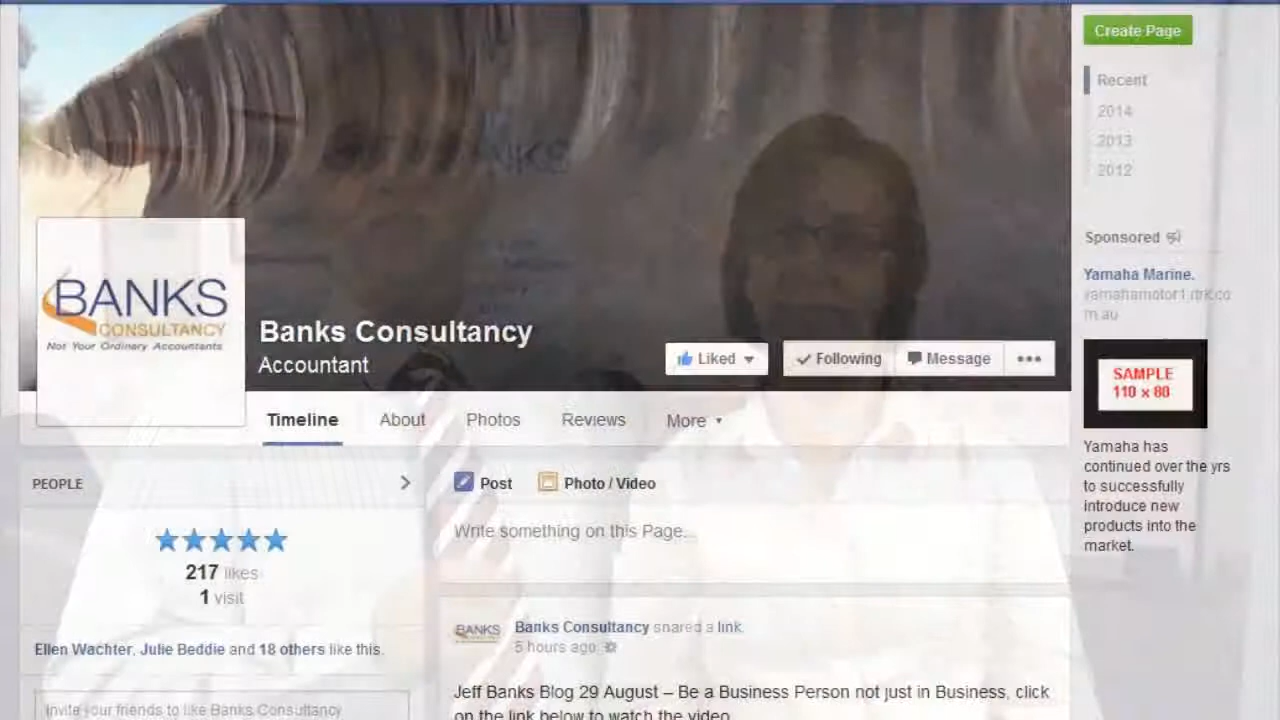 Create Page
Recent
2014
2013
2012
NKS
Sponsored
Yamaha Marine.
yamahamotor1.rtrk.co
m.au
BANKS
CONSULTANCY
Not Your Ordinary Accountants
Banks Consultancy
Accountant
Liked
Following
Message
SAMPLE
110 x 80
Timeline
About
Photos
Reviews
More
Yamaha has
continued over the yrs
to successfully
introduce new
products into the
market.
PEOPLE
Post
Photo / Video
Write something on this Page...
217 likes
1 visit
Ellen Wachter, Julie Beddie and 18 others like this.
Invite your friends to like Banks Consultancy
BANKS
Banks Consultancy shared a link.
5 hours ago
Jeff Banks Blog 29 August – Be a Business Person not just in Business, click
on the link below to watch the video